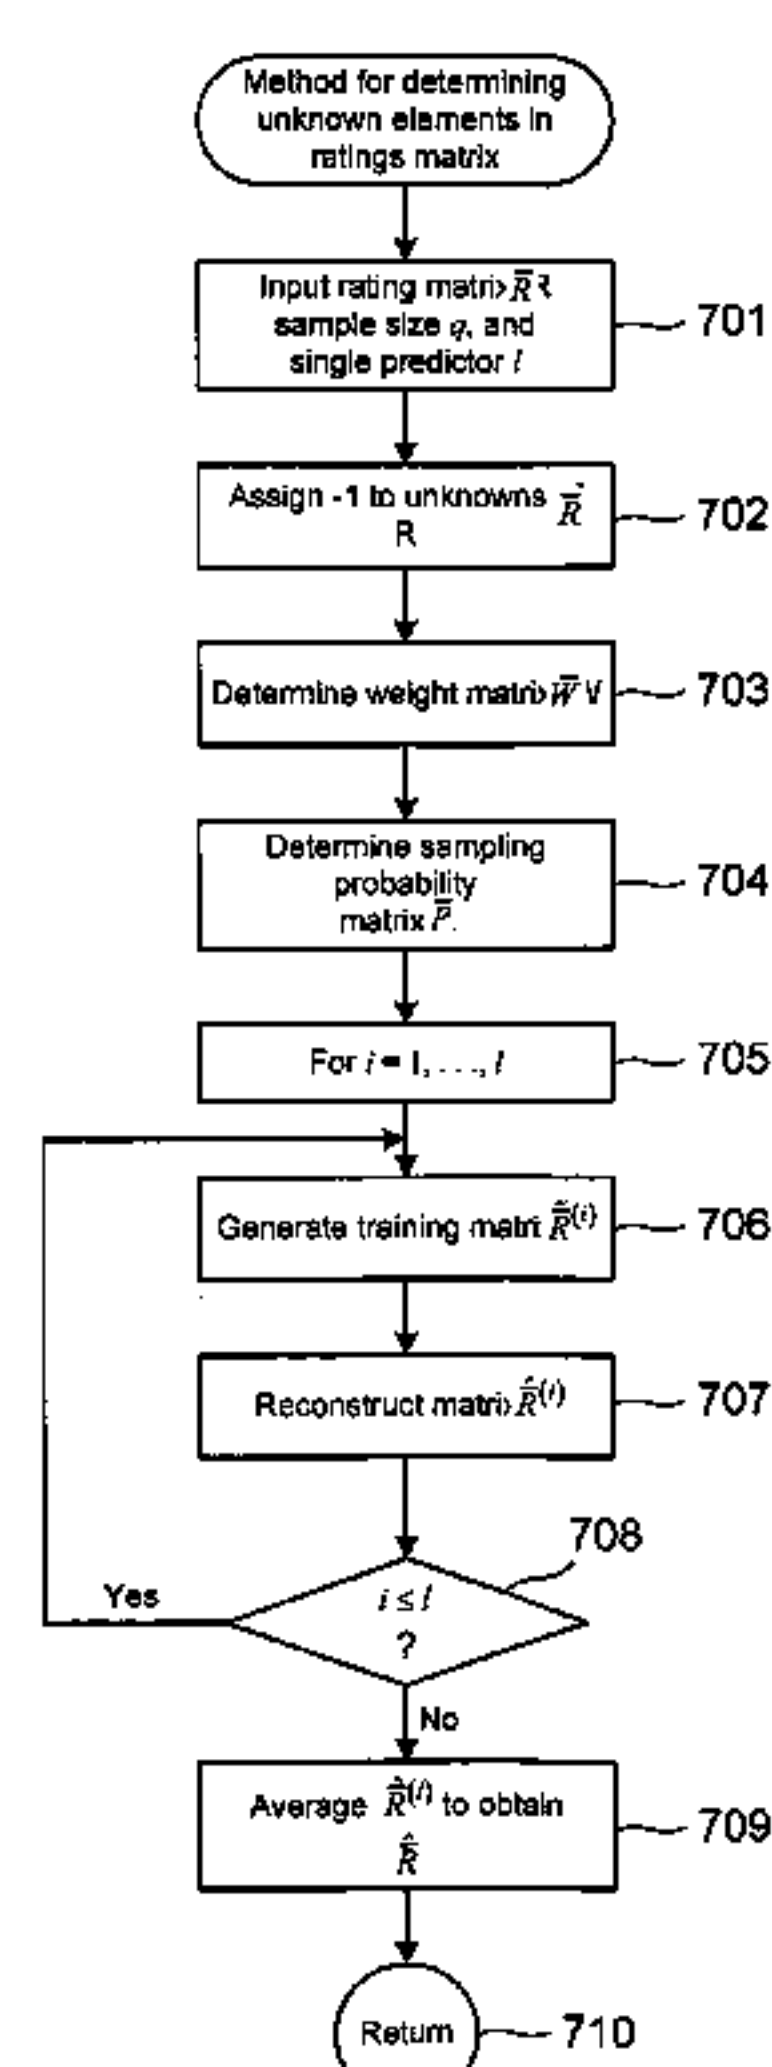 Method for determining
unknown elements in
ratings matrix
Input rating matri R̿ R
sample size q, and
single predictor l
701
Assign -1 to unknowns R̿
R
702
Determine weight matri W̿
703
Determine sampling
probability
matrix P̿.
704
For i = 1, . . ., l
705
Generate training matri R̿̂⁽ⁱ⁾
706
Reconstruct matri R̿̂⁽ⁱ⁾
707
708
i ≤ l
?
Yes
No
Average R̿̂⁽ⁱ⁾ to obtain
R̿̂
709
Return
710